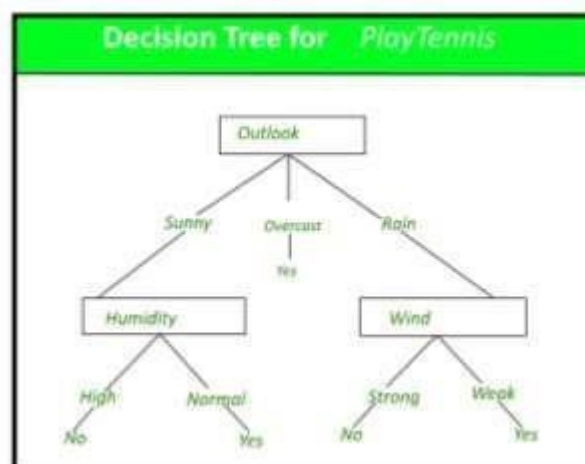 Decision Tree for PlayTennis
Outlook
Sunny Overcast Rain
Yes
Humidity Wind
High Normal Strong Weak
No Yes No Yes